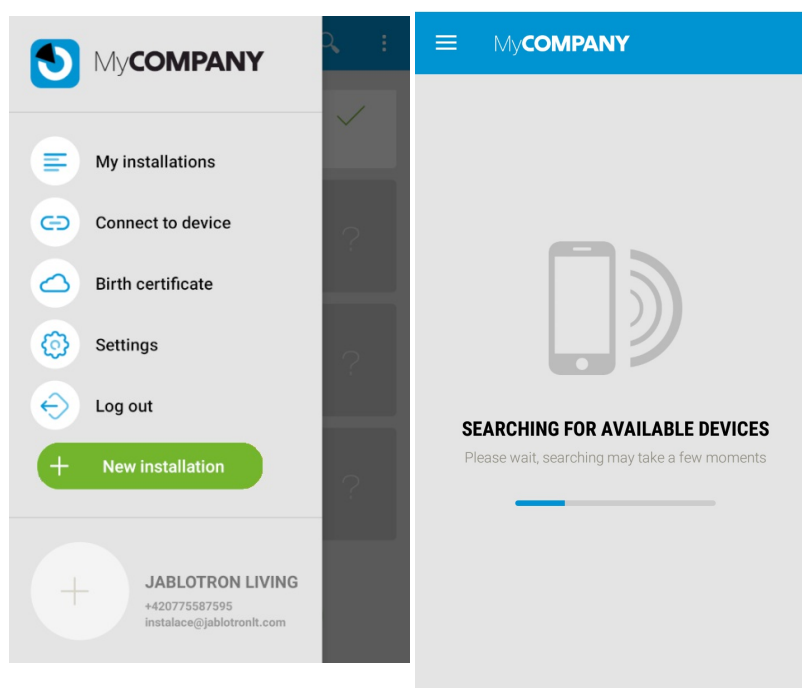 MyCOMPANY
My installations
Connect to device
Birth certificate
Settings
Log out
New installation
JABLOTRON LIVING
+420775587595
instalace@jablotronlt.com
?
?
?
MyCOMPANY
SEARCHING FOR AVAILABLE DEVICES
Please wait, searching may take a few moments